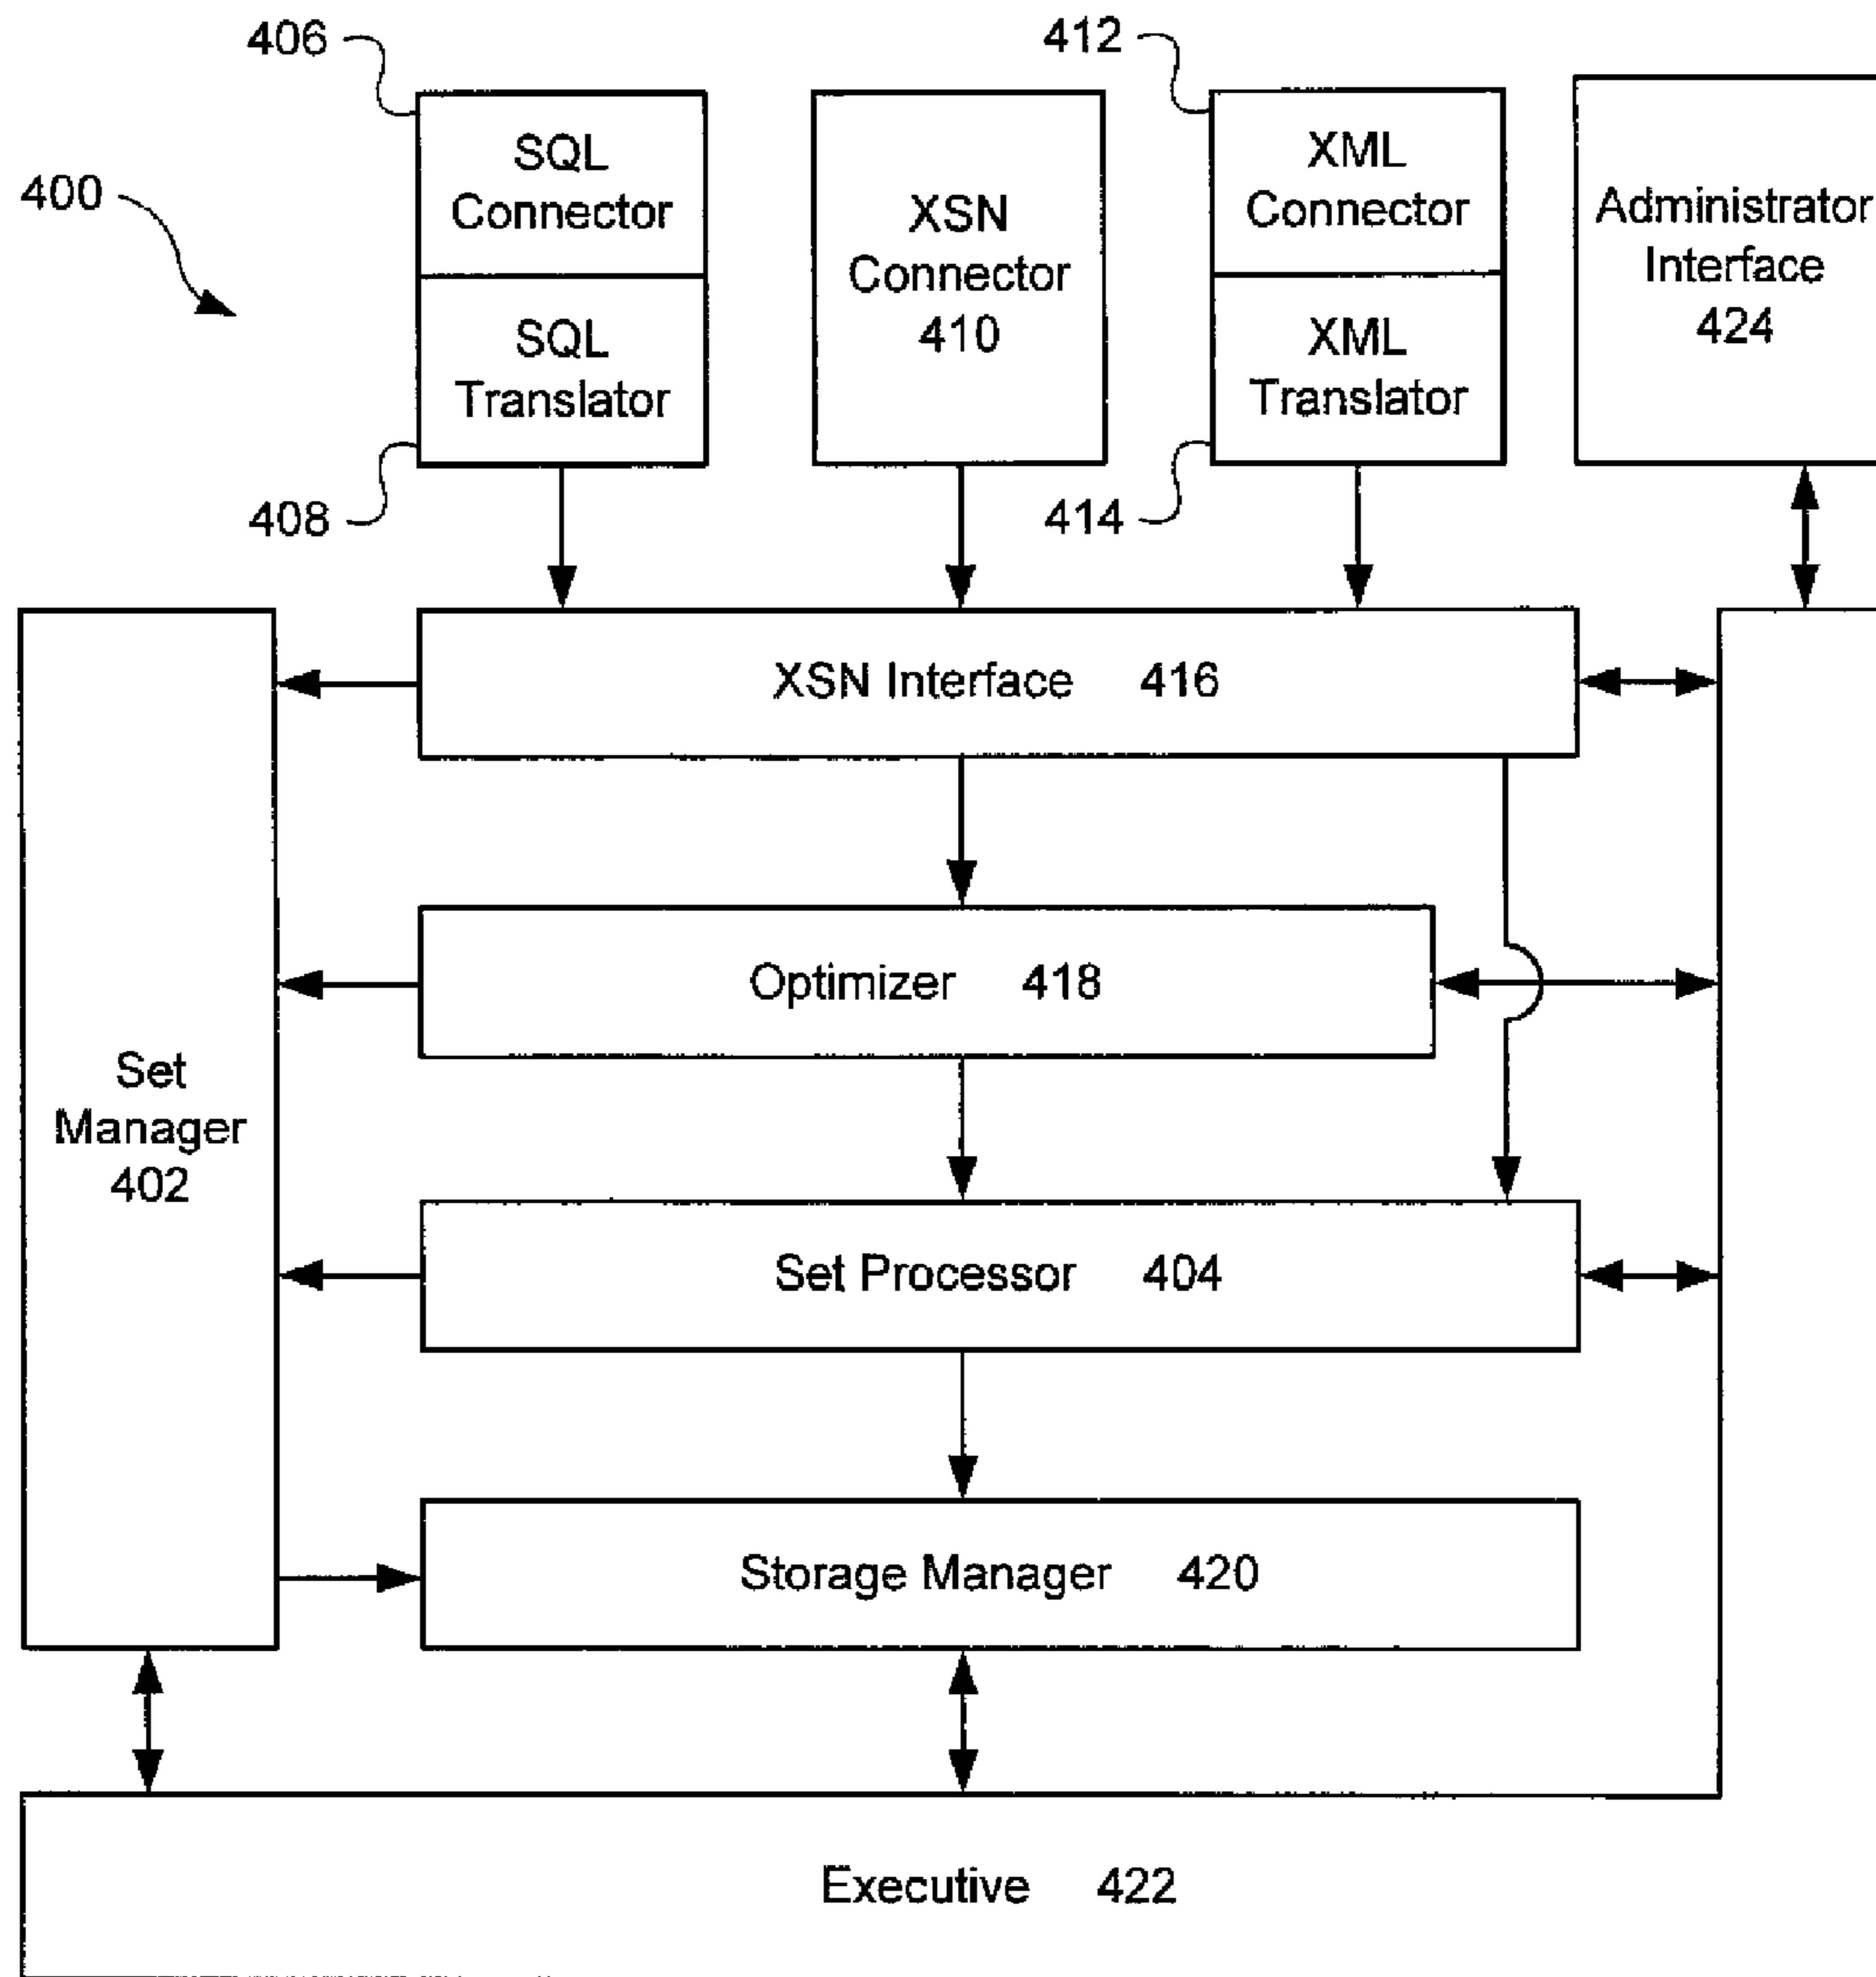 406
412
400
SQL
Connector
SQL
Translator
XSN
Connector
410
XML
Connector
XML
Translator
Administrator
Interface
424
408
414
XSN Interface 416
Optimizer 418
Set
Manager
402
Set Processor 404
Storage Manager 420
Executive 422